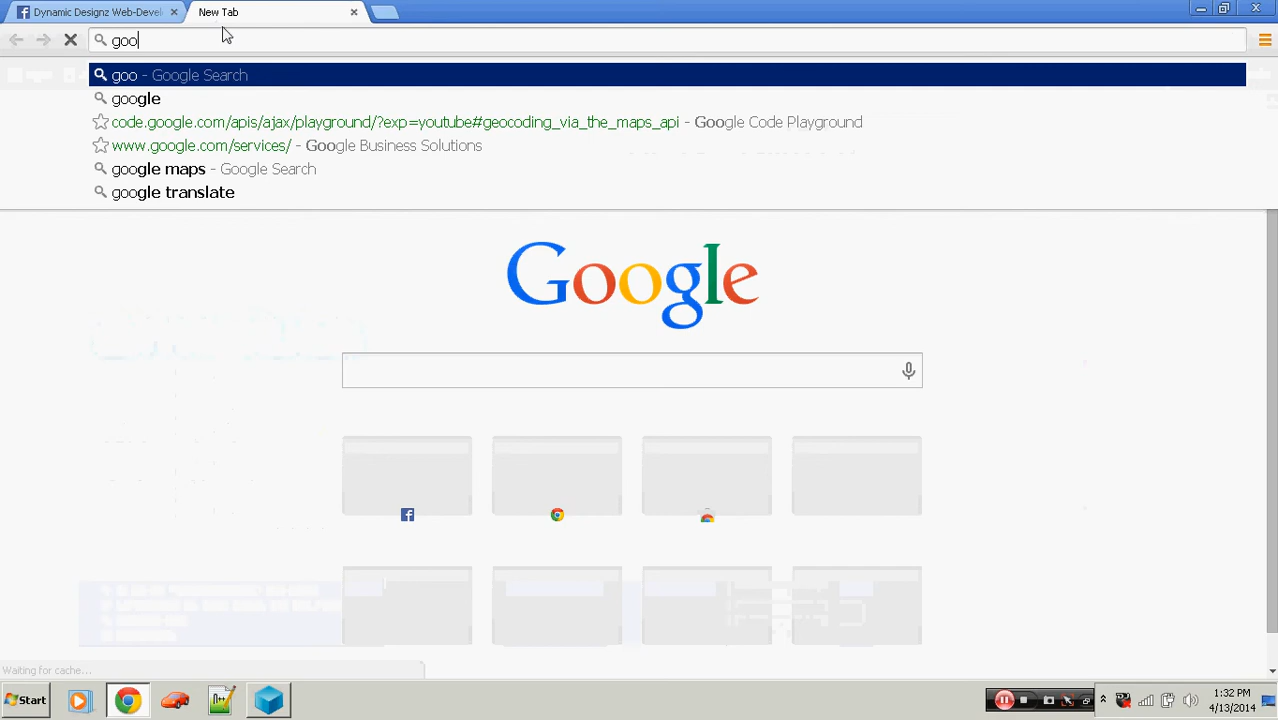 Dynamic Designz Web-Devel
New Tab
goo
goo - Google Search
google
code.google.com/apis/ajax/playground/?exp=youtube#geocoding_via_the_maps_api - Google Code Playground
www.google.com/services/ - Google Business Solutions
google maps - Google Search
google translate
Google
Waiting for cache...
Start
1:32 PM
4/13/2014